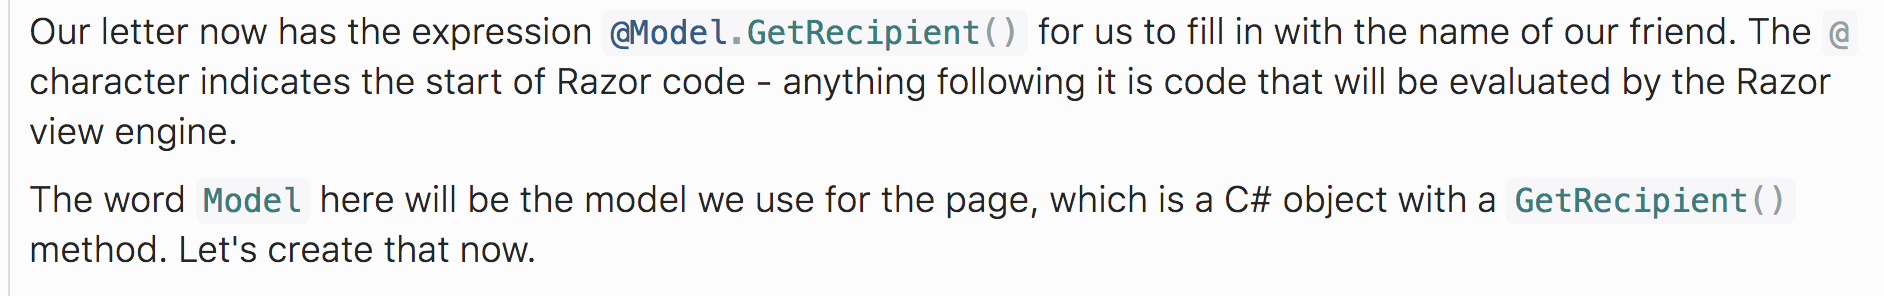 Our letter now has the expression @Model.GetRecipient() for us to fill in with the name of our friend. The @
character indicates the start of Razor code - anything following it is code that will be evaluated by the Razor
view engine.
The word Model here will be the model we use for the page, which is a C# object with a GetRecipient()
method. Let's create that now.